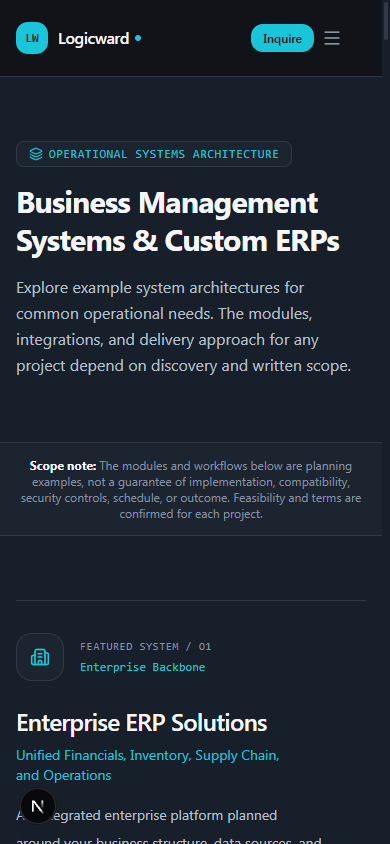 LW Logicward Inquire
OPERATIONAL SYSTEMS ARCHITECTURE
Business Management
Systems & Custom ERPs
Explore example system architectures for
common operational needs. The modules,
integrations, and delivery approach for any
project depend on discovery and written scope.
Scope note: The modules and workflows below are planning
examples, not a guarantee of implementation, compatibility,
security controls, schedule, or outcome. Feasibility and terms are
confirmed for each project.
FEATURED SYSTEM / 01
Enterprise Backbone
Enterprise ERP Solutions
Unified Financials, Inventory, Supply Chain,
and Operations
N
enterprise platform planned
around your business structure, data sources, and